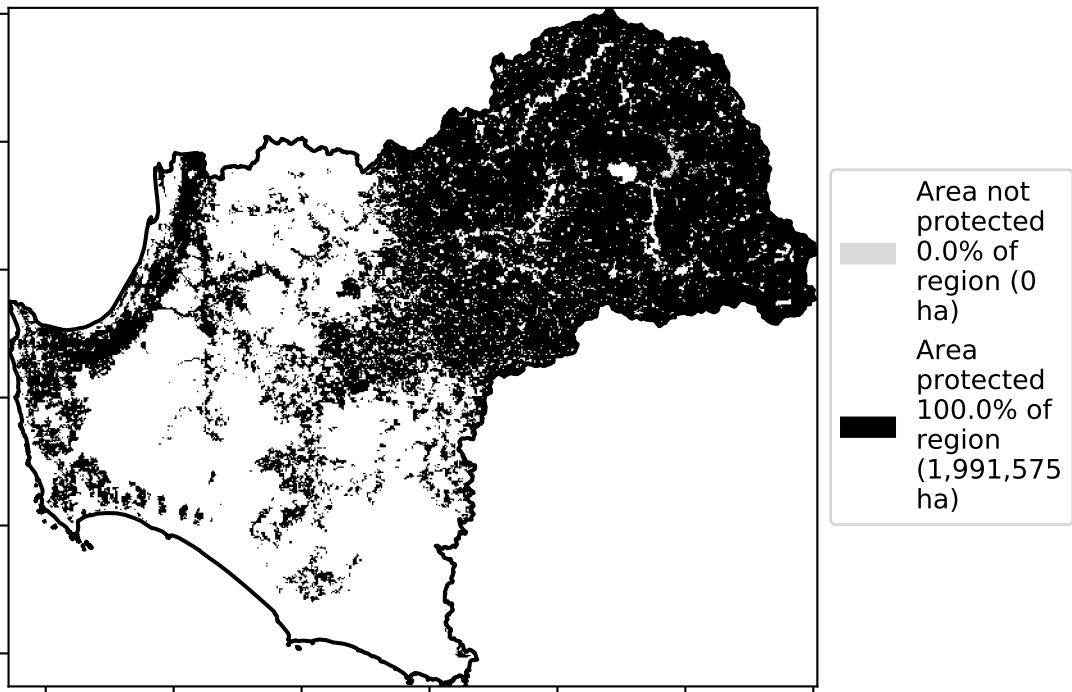 Area not
protected
0.0% of
region (0
ha)
Area
protected
100.0% of
region
(1,991,575
ha)